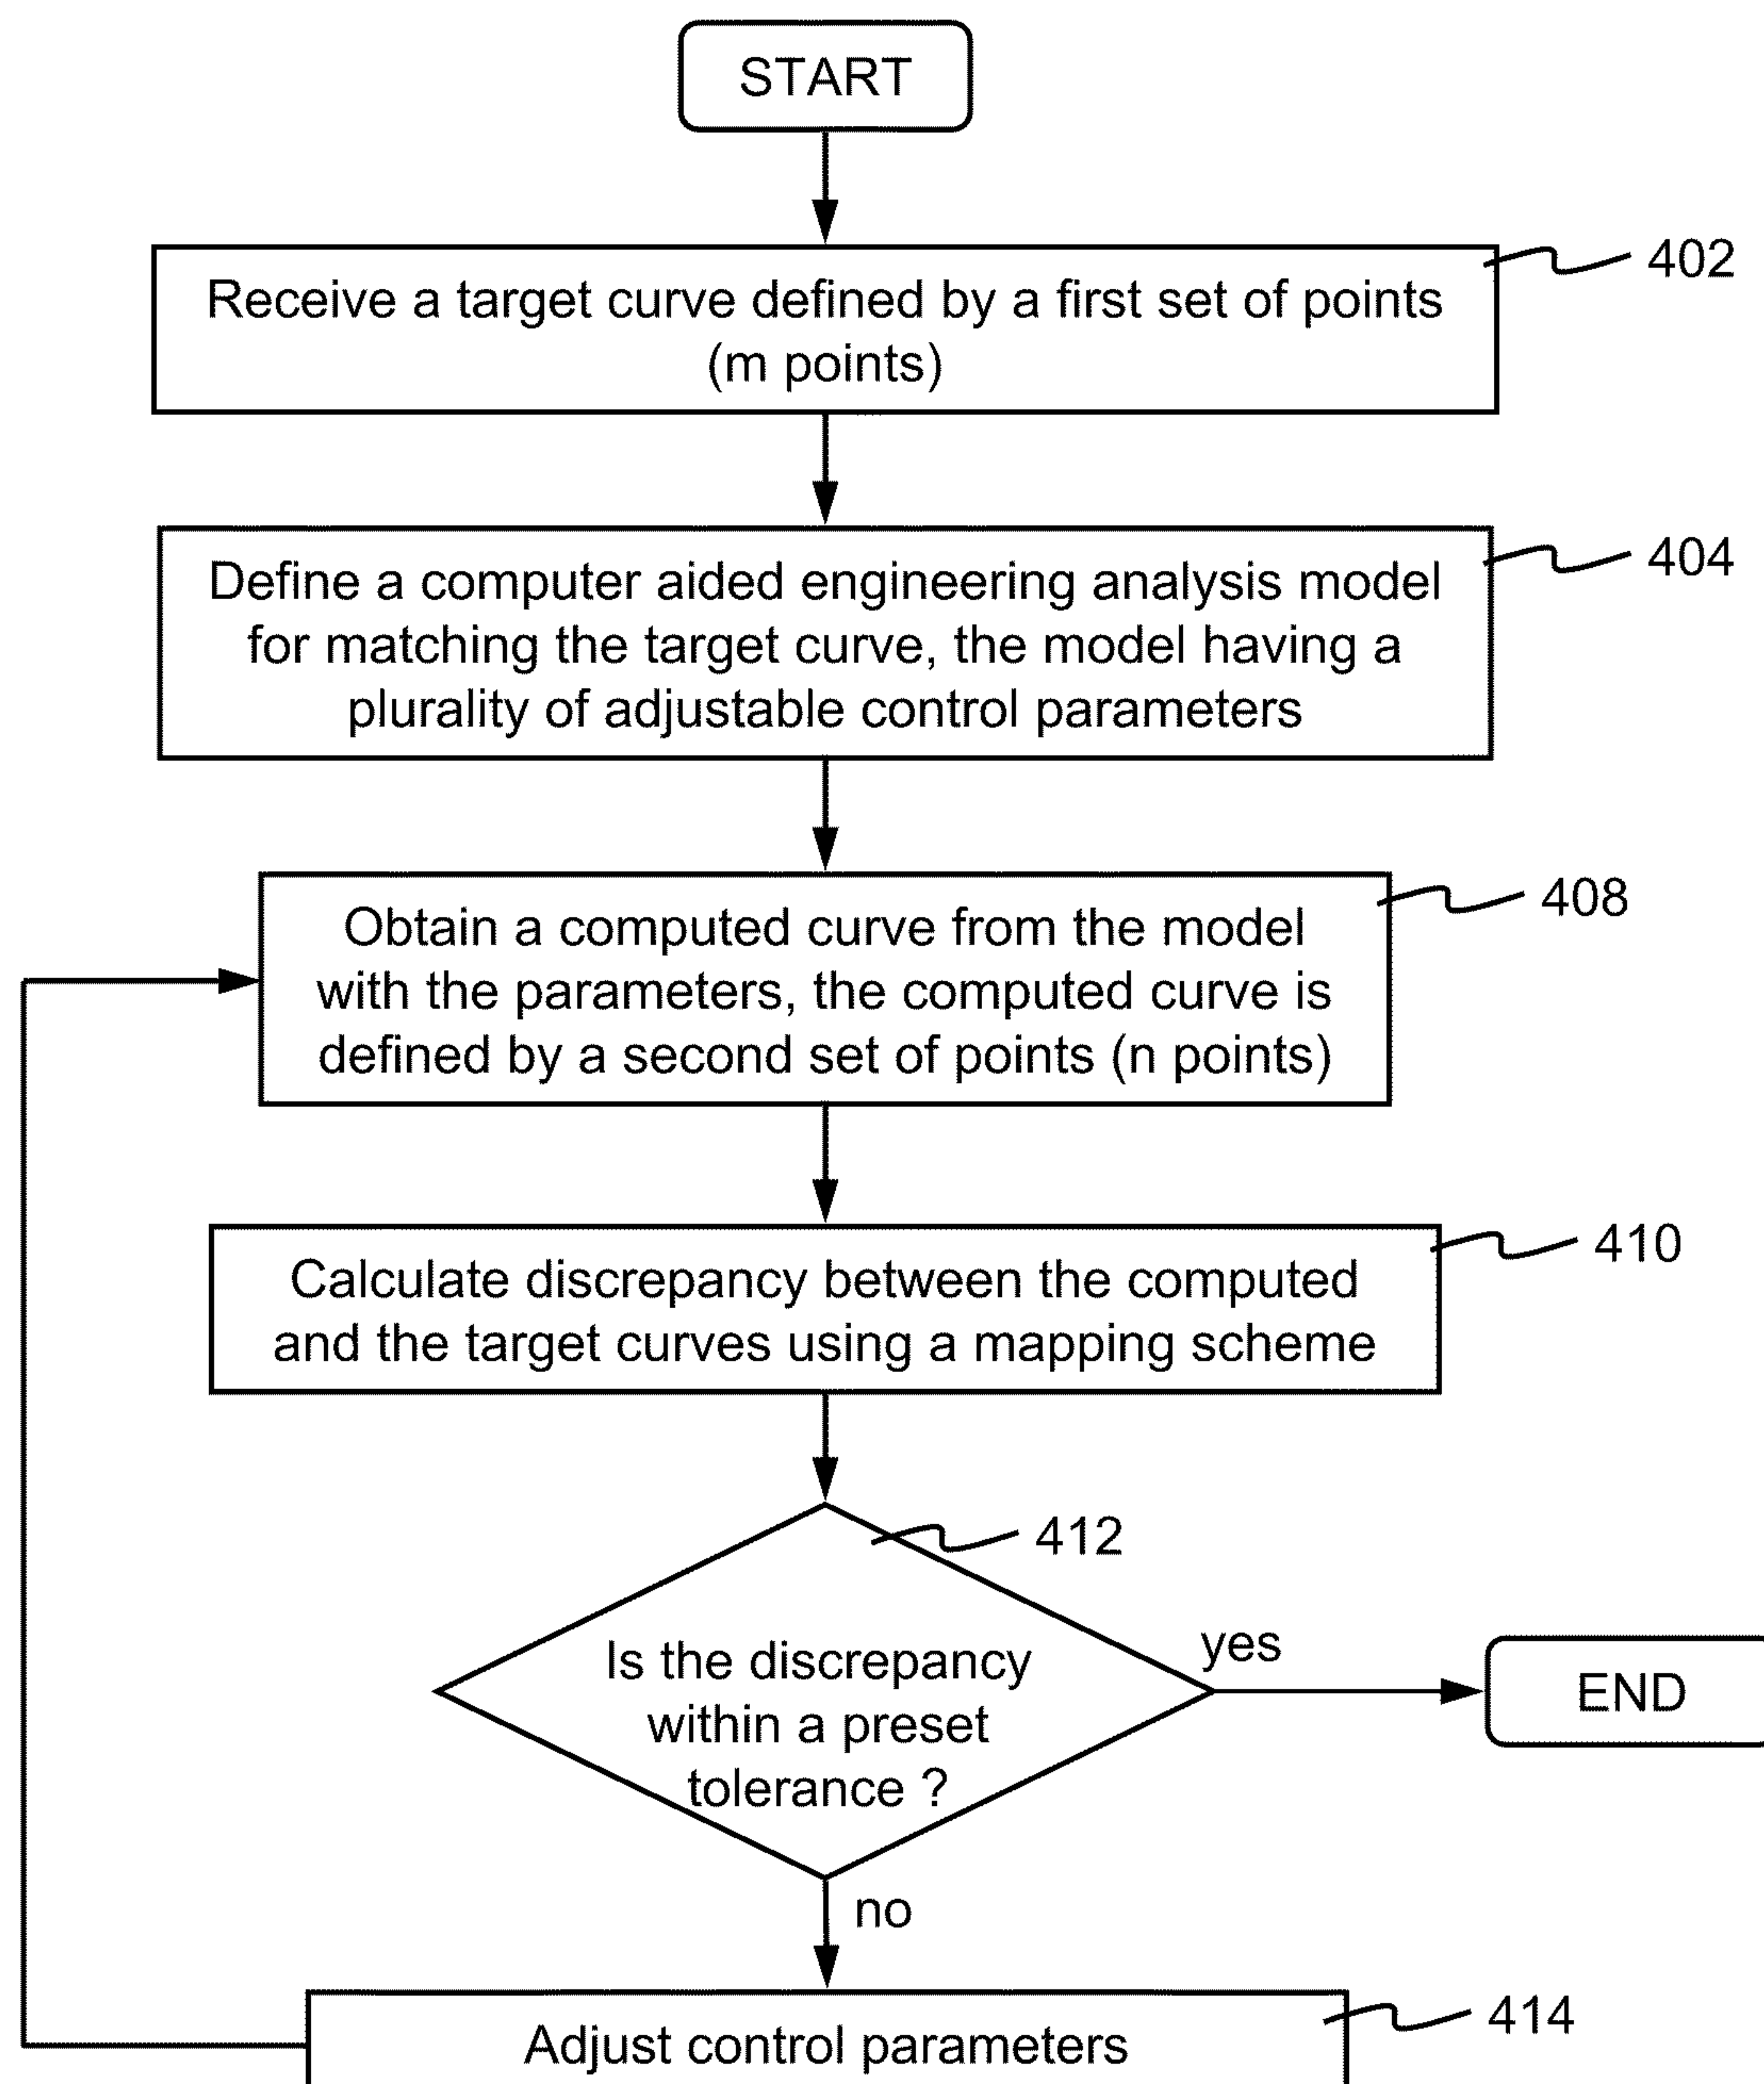 START
402
Receive a target curve defined by a first set of points
(m points)
404
Define a computer aided engineering analysis model
for matching the target curve, the model having a
plurality of adjustable control parameters
408
Obtain a computed curve from the model
with the parameters, the computed curve is
defined by a second set of points (n points)
410
Calculate discrepancy between the computed
and the target curves using a mapping scheme
412
Is the discrepancy
within a preset
tolerance ?
yes
END
no
414
Adjust control parameters